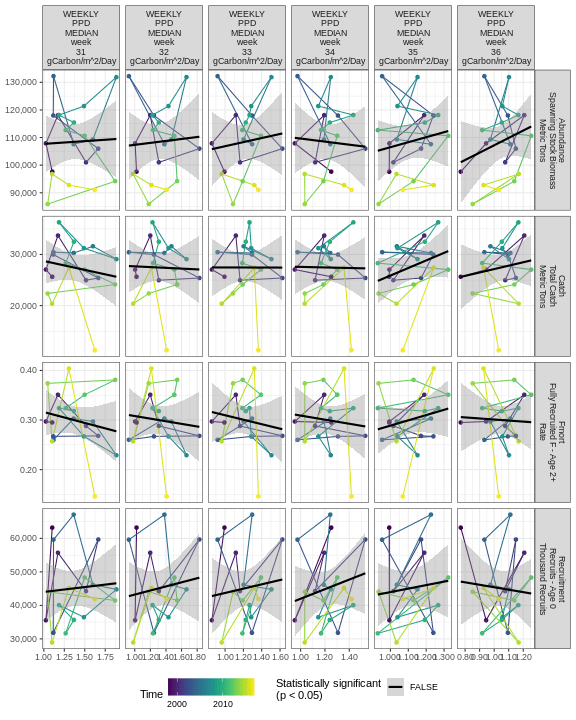 WEEKLY
PPD
MEDIAN
week
31
gCarbon/m^2/Day
WEEKLY
PPD
MEDIAN
week
32
gCarbon/m^2/Day
WEEKLY
PPD
MEDIAN
week
33
gCarbon/m^2/Day
WEEKLY
PPD
MEDIAN
week
34
gCarbon/m^2/Day
WEEKLY
PPD
MEDIAN
week
35
gCarbon/m^2/Day
WEEKLY
PPD
MEDIAN
week
36
gCarbon/m^2/Day
130,000
120,000
110,000
100,000
90,000
Abundance
Spawning Stock Biomass
Metric Tons
30,000
20,000
Catch
Total Catch
Metric Tons
0.40
0.30
0.20
Fmort
Fully Recruited F - Age 2+
Rate
60,000
50,000
40,000
30,000
Recruitment
Recruits - Age 0
Thousand Recruits
1.00 1.25 1.50 1.75
1.00 1.20 1.40 1.60 1.80
1.00 1.20 1.40 1.60
1.00 1.20 1.40
1.00 1.10 1.20 1.30
0.80 0.90 1.00 1.10 1.20
Time
2000 2010
Statistically significant
(p < 0.05)
FALSE